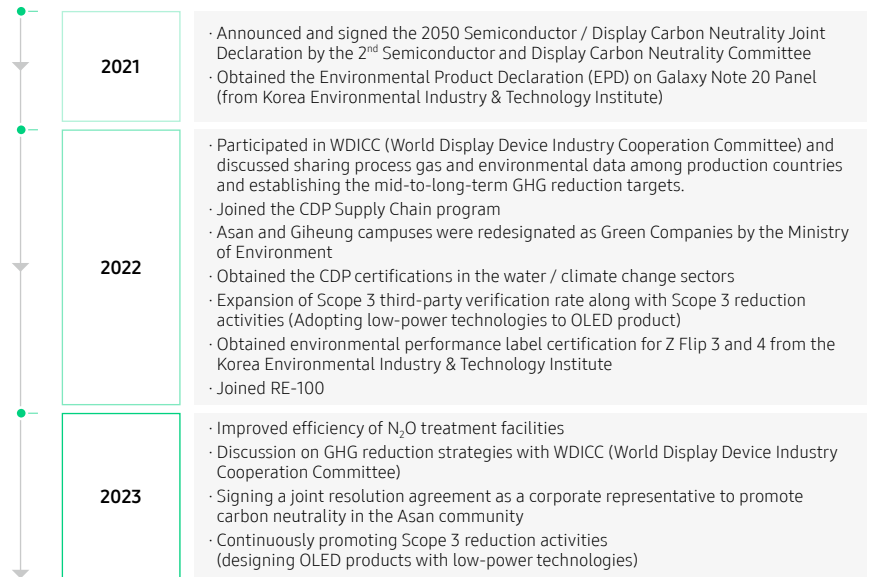 2021
· Announced and signed the 2050 Semiconductor / Display Carbon Neutrality Joint
Declaration by the 2nd Semiconductor and Display Carbon Neutrality Committee
· Obtained the Environmental Product Declaration (EPD) on Galaxy Note 20 Panel
(from Korea Environmental Industry & Technology Institute)
2022
· Participated in WDICC (World Display Device Industry Cooperation Committee) and
discussed sharing process gas and environmental data among production countries
and establishing the mid-to-long-term GHG reduction targets.
· Joined the CDP Supply Chain program
· Asan and Giheung campuses were redesignated as Green Companies by the Ministry
of Environment
· Obtained the CDP certifications in the water / climate change sectors
· Expansion of Scope 3 third-party verification rate along with Scope 3 reduction
activities (Adopting low-power technologies to OLED product)
· Obtained environmental performance label certification for Z Flip 3 and 4 from the
Korea Environmental Industry & Technology Institute
· Joined RE-100
2023
· Improved efficiency of N₂O treatment facilities
· Discussion on GHG reduction strategies with WDICC (World Display Device Industry
Cooperation Committee)
· Signing a joint resolution agreement as a corporate representative to promote
carbon neutrality in the Asan community
· Continuously promoting Scope 3 reduction activities
(designing OLED products with low-power technologies)